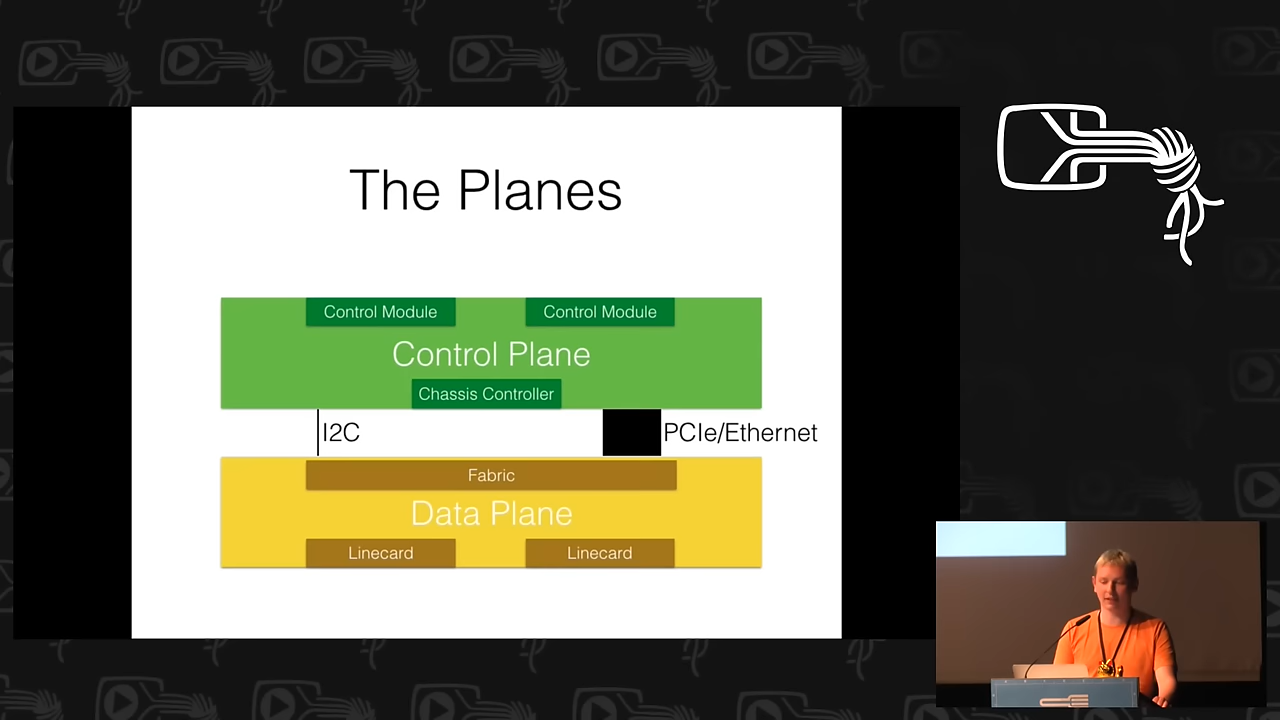 The Planes
Control Module Control Module
Control Plane
Chassis Controller
I2C PCIe/Ethernet
Fabric
Data Plane
Linecard Linecard